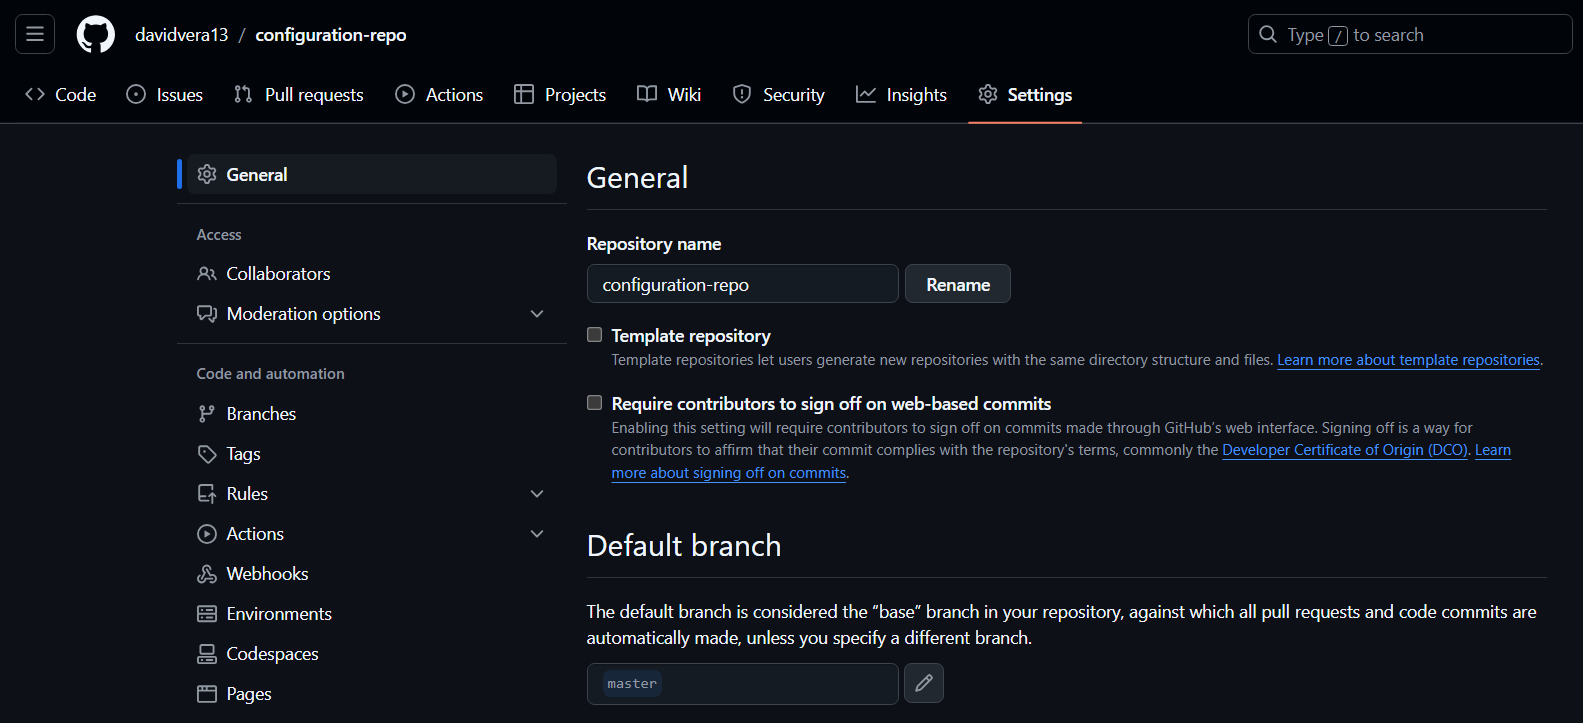 davidvera13 / configuration-repo
Type / to search
Code Issues Pull requests Actions Projects Wiki Security Insights Settings
General
Access
Collaborators
Moderation options
Code and automation
Branches
Tags
Rules
Actions
Webhooks
Environments
Codespaces
Pages
General
Repository name
configuration-repo Rename
Template repository
Template repositories let users generate new repositories with the same directory structure and files. Learn more about template repositories.
Require contributors to sign off on web-based commits
Enabling this setting will require contributors to sign off on commits made through GitHub’s web interface. Signing off is a way for
contributors to affirm that their commit complies with the repository's terms, commonly the Developer Certificate of Origin (DCO). Learn
more about signing off on commits.
Default branch
The default branch is considered the “base” branch in your repository, against which all pull requests and code commits are
automatically made, unless you specify a different branch.
master